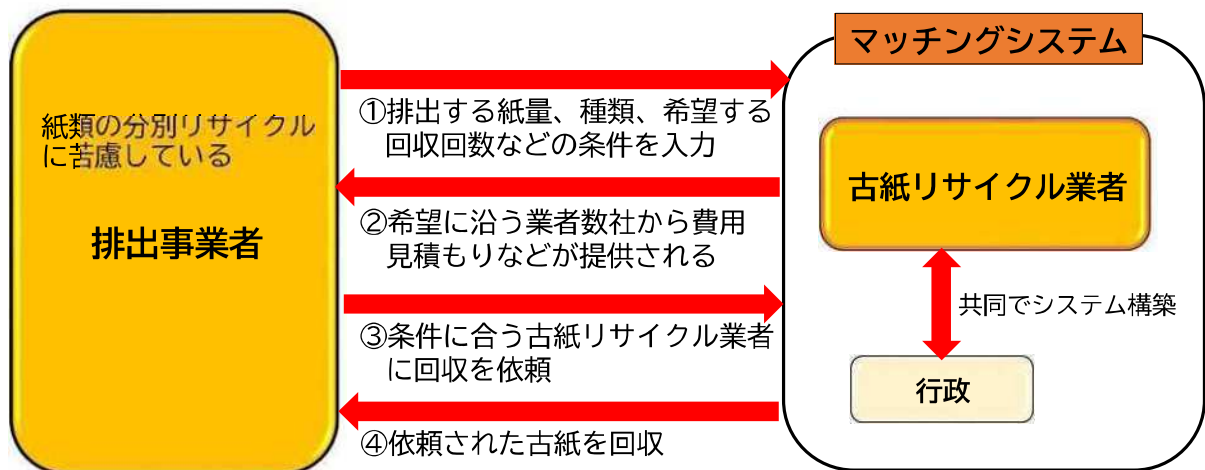 紙類の分別リサイクル
に苦慮している
排出事業者
①排出する紙量、種類、希望する
回収回数などの条件を入力
②希望に沿う業者数社から費用
見積もりなどが提供される
③条件に合う古紙リサイクル業者
に回収を依頼
④依頼された古紙を回収
マッチングシステム
古紙リサイクル業者
共同でシステム構築
行政